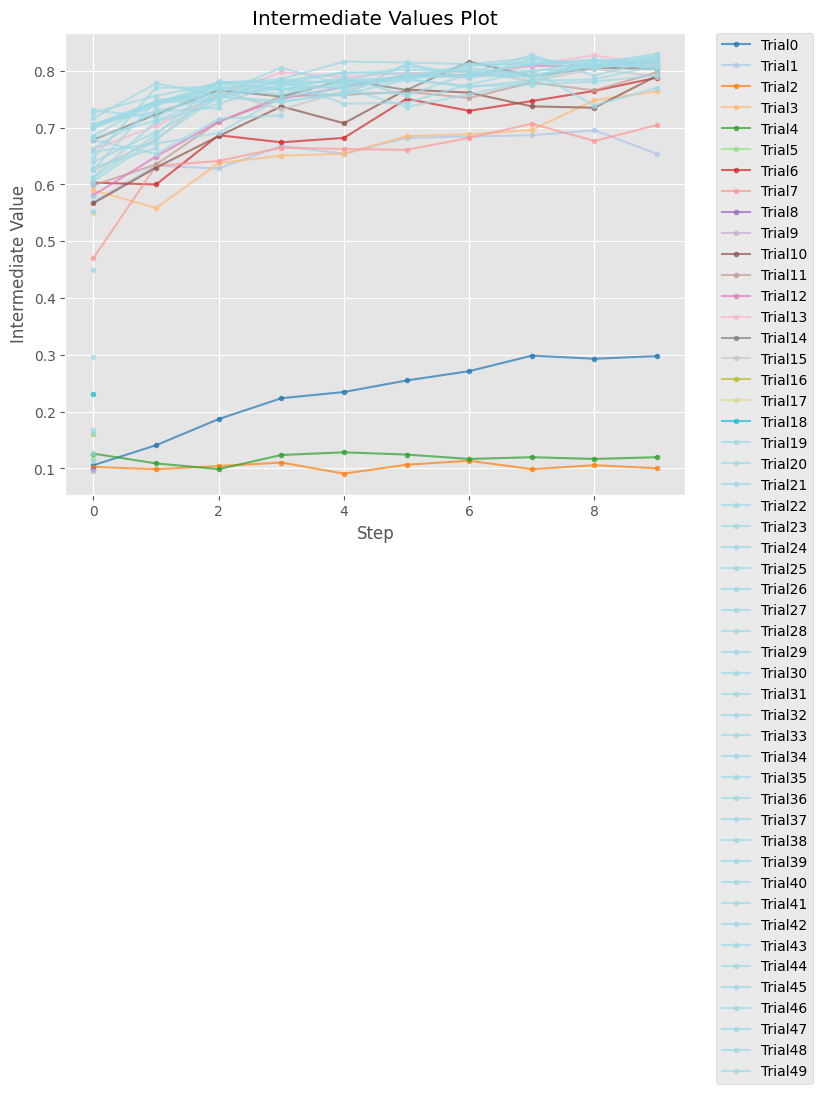 Intermediate Values Plot
Intermediate Value
0.8
0.7
0.6
0.5
0.4
0.3
0.2
0.1
0
2
4
6
8
Step
Trial0
Trial1
Trial2
Trial3
Trial4
Trial5
Trial6
Trial7
Trial8
Trial9
Trial10
Trial11
Trial12
Trial13
Trial14
Trial15
Trial16
Trial17
Trial18
Trial19
Trial20
Trial21
Trial22
Trial23
Trial24
Trial25
Trial26
Trial27
Trial28
Trial29
Trial30
Trial31
Trial32
Trial33
Trial34
Trial35
Trial36
Trial37
Trial38
Trial39
Trial40
Trial41
Trial42
Trial43
Trial44
Trial45
Trial46
Trial47
Trial48
Trial49